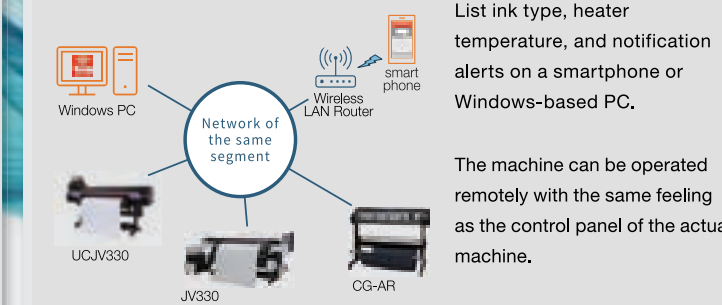 List ink type, heater
temperature, and notification
alerts on a smartphone or
Windows-based PC.
The machine can be operated
remotely with the same feeling
as the control panel of the actua
machine.
Windows PC
Wireless
LAN Router
smart
phone
Network of
the same
segment
UCJV330
JV330
CG-AR